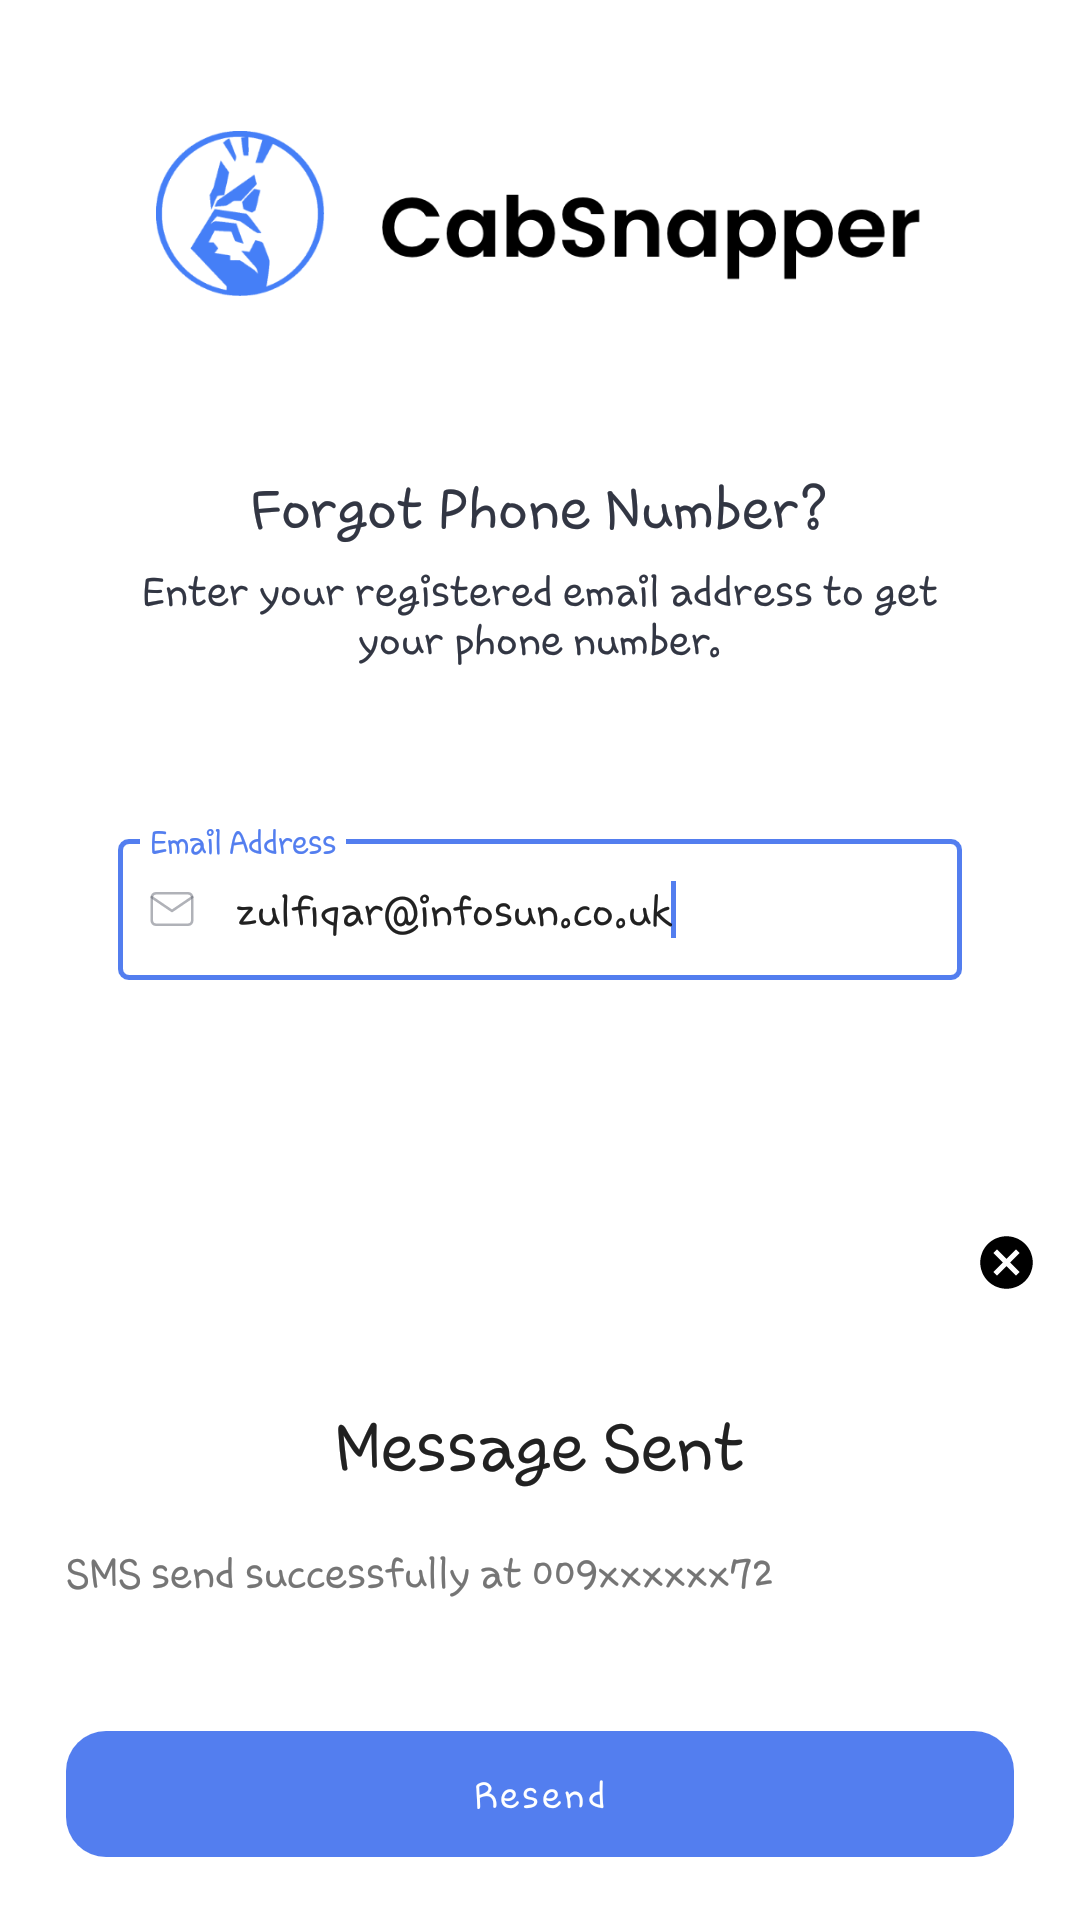 CabSnapper
Forgot Phone Number?
Enter your registered email address to get
your phone number.
Email Address
zulfiqar@infosun.co.uk
Message Sent
SMS send successfully at 009xxxxxx72
Resend